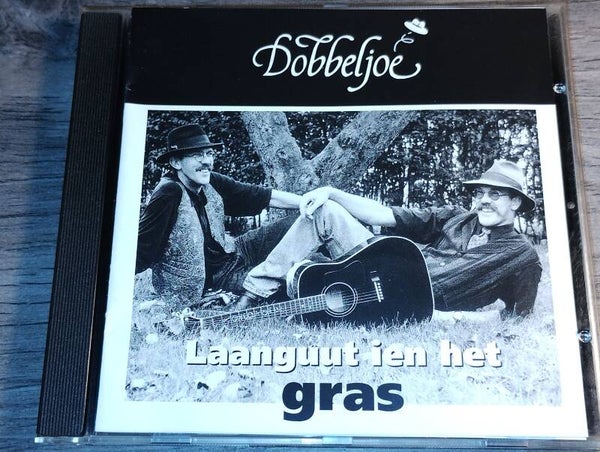 Dobbeljoe
Laanguut ien het
gras